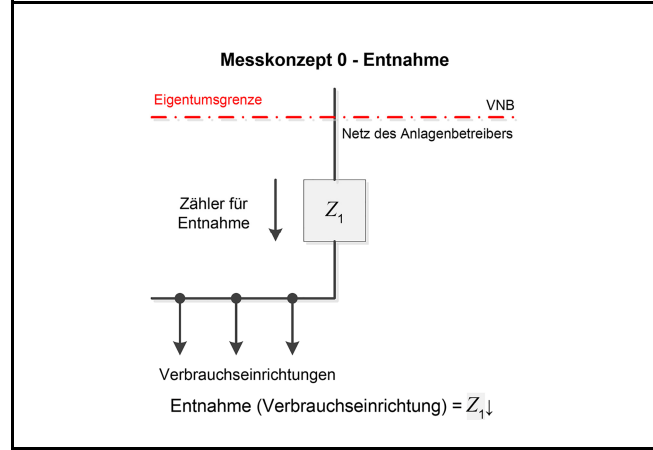 Messkonzept 0 - Entnahme
Eigentumsgrenze
VNB
Netz des Anlagenbetreibers
Zähler für
Entnahme
Z1
Verbrauchseinrichtungen
Entnahme (Verbrauchseinrichtung) = Z1↓